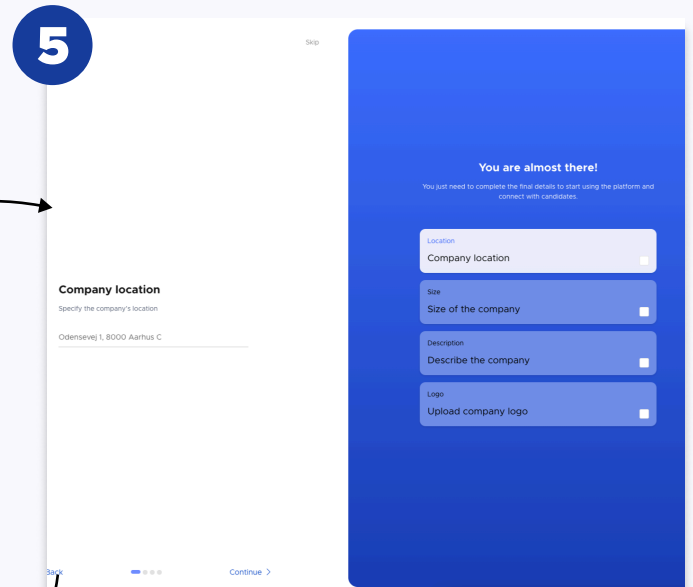 5
Skip
Company location
Specify the company's location
Odensevej 1, 8000 Aarhus C
Back
Continue >
You are almost there!
You just need to complete the final details to start using the platform and
connect with candidates.
Location
Company location
Size
Size of the company
Description
Describe the company
Logo
Upload company logo